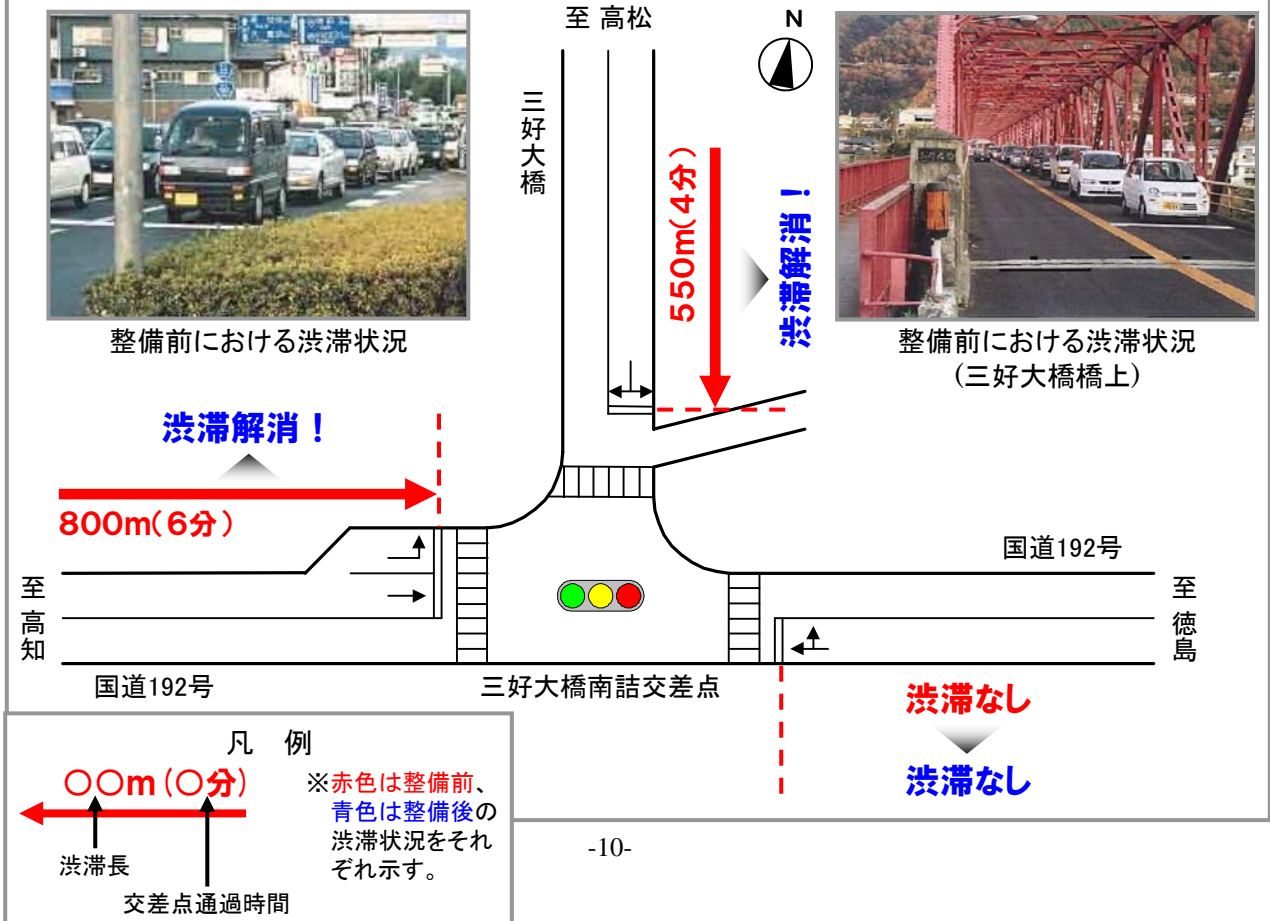 至 高松
N
三好大橋
550m(4分)
渋滞解消！
整備前における渋滞状況
整備前における渋滞状況
(三好大橋橋上)
渋滞解消！
800m(6分)
国道192号
至 高知
至 徳島
国道192号
三好大橋南詰交差点
渋滞なし
渋滞なし
凡 例
○○m(○分)
※赤色は整備前、
青色は整備後の
渋滞状況をそれ
ぞれ示す。
渋滞長
交差点通過時間
-10-